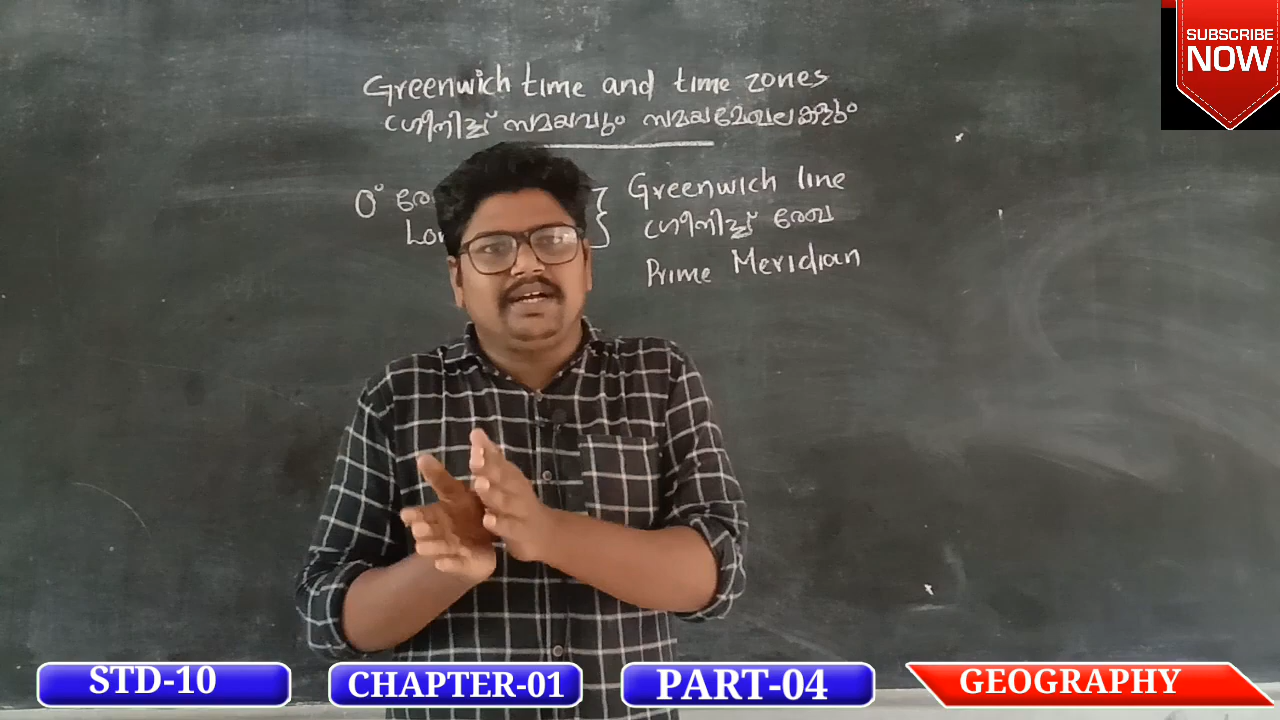 SUBSCRIBE
NOW
Greenwich time and time zones
ഗ്രീനിച്ച് സമയവും സമയമേഖലകളും
0°
Greenwich line
ഗ്രീനിച്ച് രേഖ
Prime Meridian
STD-10
CHAPTER-01
PART-04
GEOGRAPHY